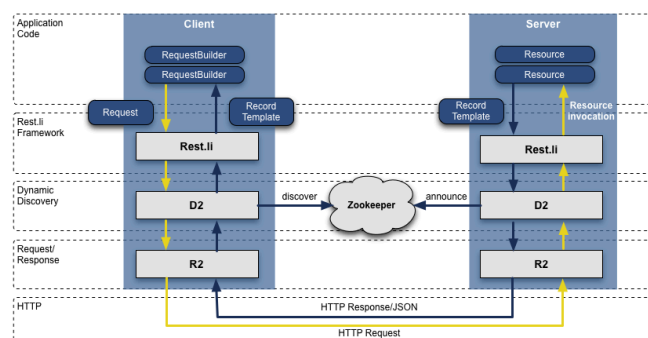 Application
Code
Client
Server
RequestBuilder
RequestBuilder
Resource
Resource
Request
Record
Template
Record
Template
Resource
invocation
Rest.li
Framework
Rest.li
Rest.li
Dynamic
Discovery
D2
discover
Zookeeper
announce
D2
Request/
Response
R2
R2
HTTP
HTTP Response/JSON
HTTP Request